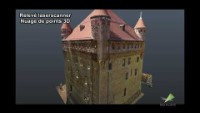 Relevé laserscanner
Nuage de points 3D